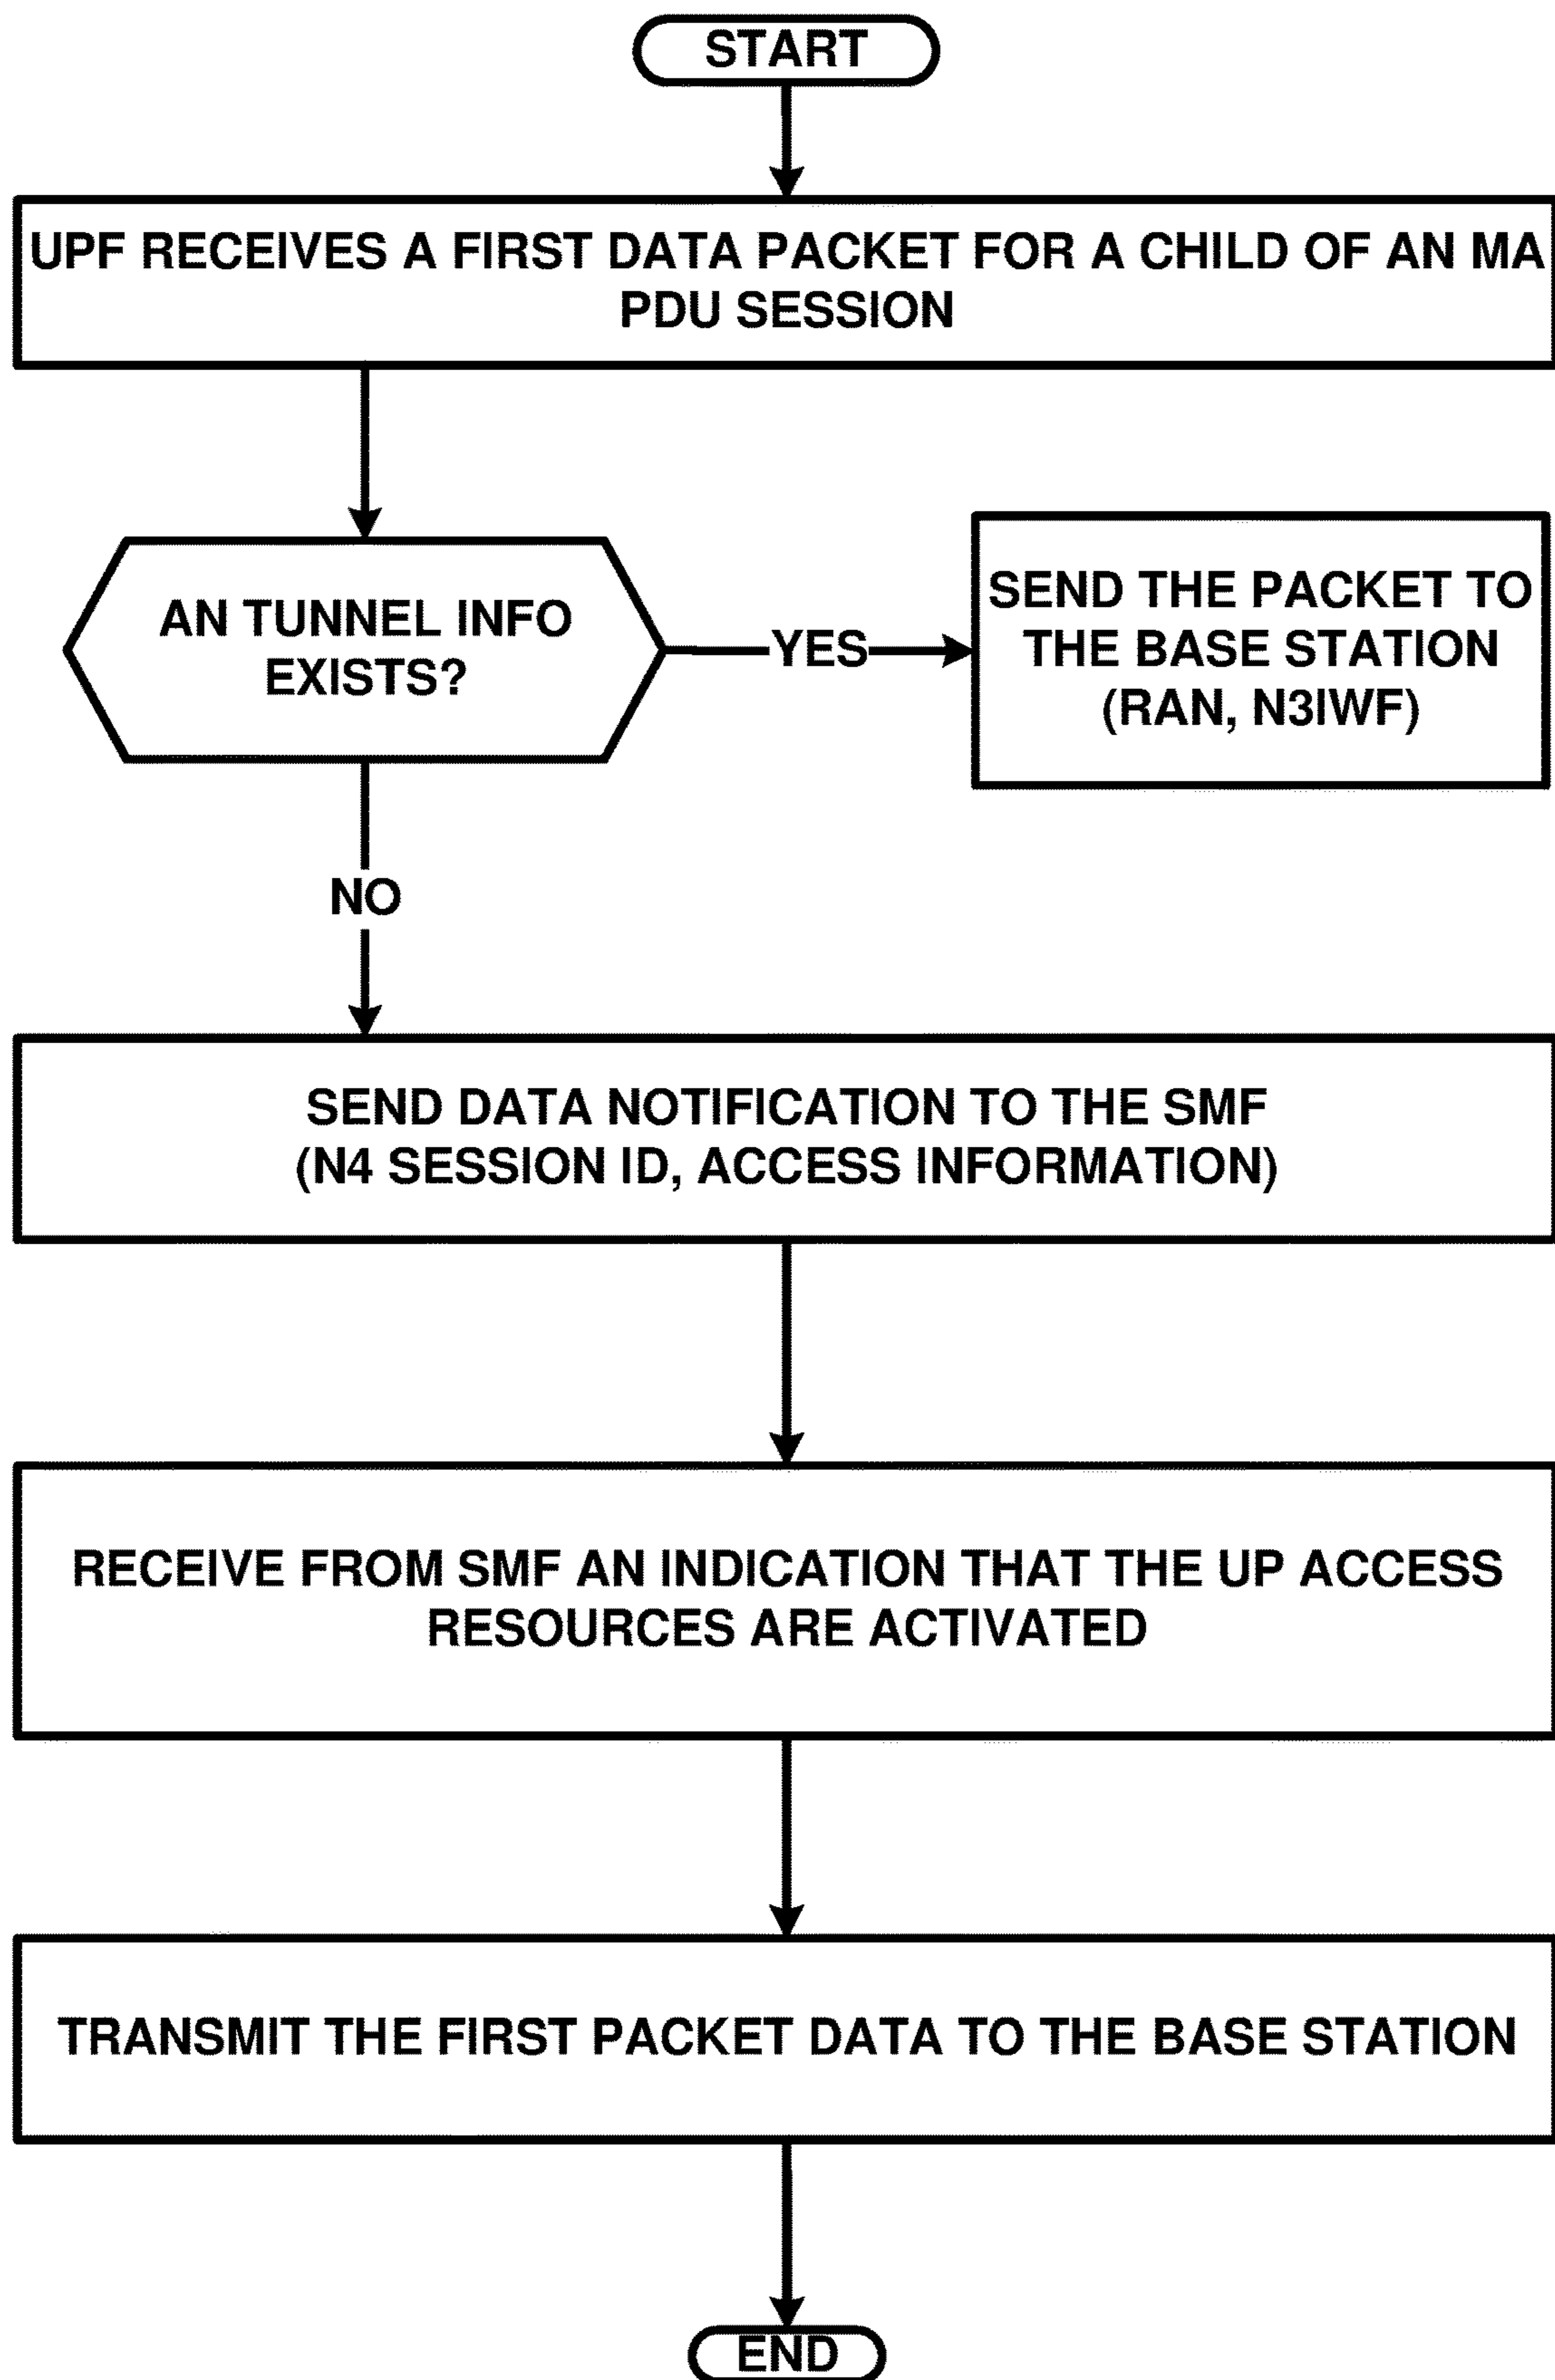 START
UPF RECEIVES A FIRST DATA PACKET FOR A CHILD OF AN MA
PDU SESSION
AN TUNNEL INFO
EXISTS?
YES
SEND THE PACKET TO
THE BASE STATION
(RAN, N3IWF)
NO
SEND DATA NOTIFICATION TO THE SMF
(N4 SESSION ID, ACCESS INFORMATION)
RECEIVE FROM SMF AN INDICATION THAT THE UP ACCESS
RESOURCES ARE ACTIVATED
TRANSMIT THE FIRST PACKET DATA TO THE BASE STATION
END